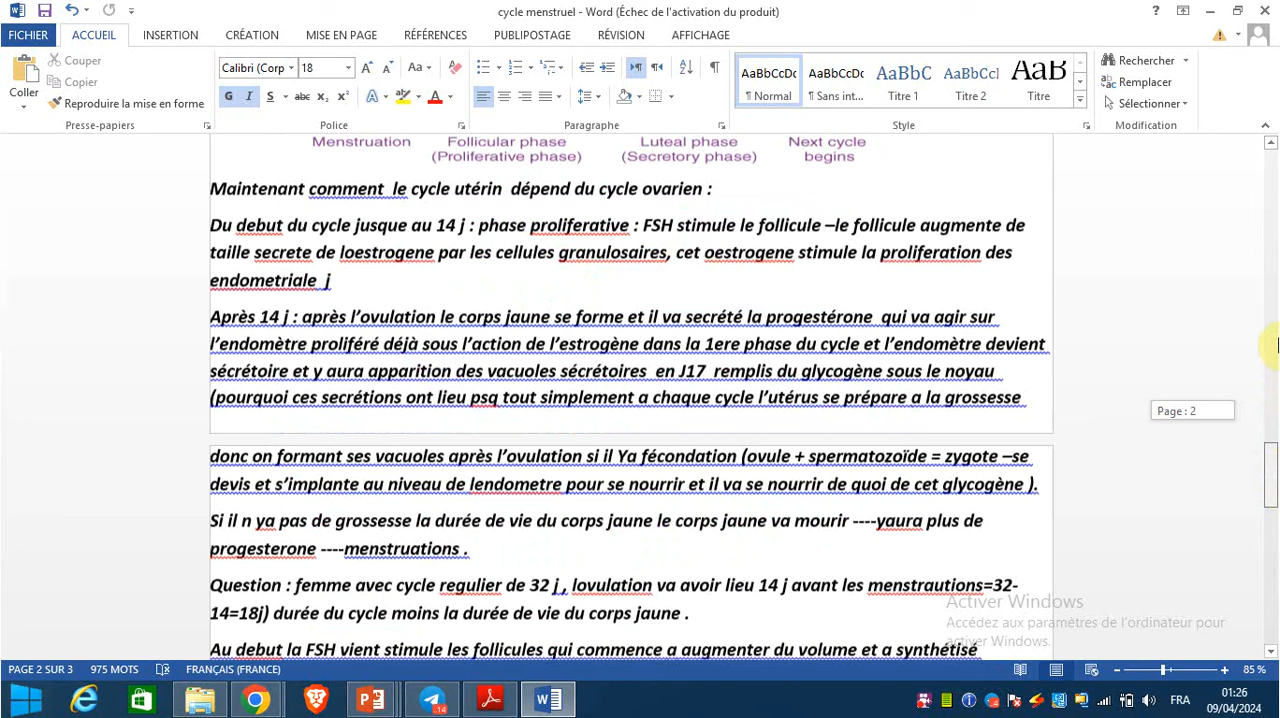 cycle menstruel - Word (Échec de l'activation du produit)
FICHIER ACCUEIL INSERTION CRÉATION MISE EN PAGE RÉFÉRENCES PUBLIPOSTAGE RÉVISION AFFICHAGE
Coller
Couper
Copier
Reproduire la mise en forme
Presse-papiers
Calibri (Corp 18
Aa
G I S abc x₂ x² A A
Police
Paragraphe
AaBbCcDc AaBbCcDc AaBbC AaBbCcI AaB
¶ Normal ¶ Sans int... Titre 1 Titre 2 Titre
Style
Rechercher
Remplacer
Sélectionner
Modification
Menstruation Follicular phase Luteal phase Next cycle
(Proliferative phase) (Secretory phase) begins
Maintenant comment le cycle utérin dépend du cycle ovarien :
Du debut du cycle jusque au 14 j : phase proliferative : FSH stimule le follicule –le follicule augmente de
taille secrete de loestrogene par les cellules granulosaires, cet oestrogene stimule la proliferation des
endometriale j
Après 14 j : après l'ovulation le corps jaune se forme et il va secrété la progestérone qui va agir sur
l'endomètre proliféré déjà sous l'action de l'estrogène dans la 1ere phase du cycle et l'endomètre devient
sécrétoire et y aura apparition des vacuoles sécrétoires en J17 remplis du glycogène sous le noyau
(pourquoi ces secrétions ont lieu psq tout simplement a chaque cycle l'utérus se prépare a la grossesse
Page : 2
donc on formant ses vacuoles après l'ovulation si il Ya fécondation (ovule + spermatozoïde = zygote –se
devis et s'implante au niveau de lendometre pour se nourrir et il va se nourrir de quoi de cet glycogène ).
Si il n ya pas de grossesse la durée de vie du corps jaune le corps jaune va mourir ----yaura plus de
progesterone ----menstruations .
Question : femme avec cycle regulier de 32 j , lovulation va avoir lieu 14 j avant les menstrautions=32-
14=18j) durée du cycle moins la durée de vie du corps jaune .
Au debut la FSH vient stimule les follicules qui commence a augmenter du volume et a synthétisé
Activer Windows
Accédez aux paramètres de l'ordinateur pour
activer Windows.
PAGE 2 SUR 3 975 MOTS FRANÇAIS (FRANCE) 85 %
14
FRA
01:26
09/04/2024